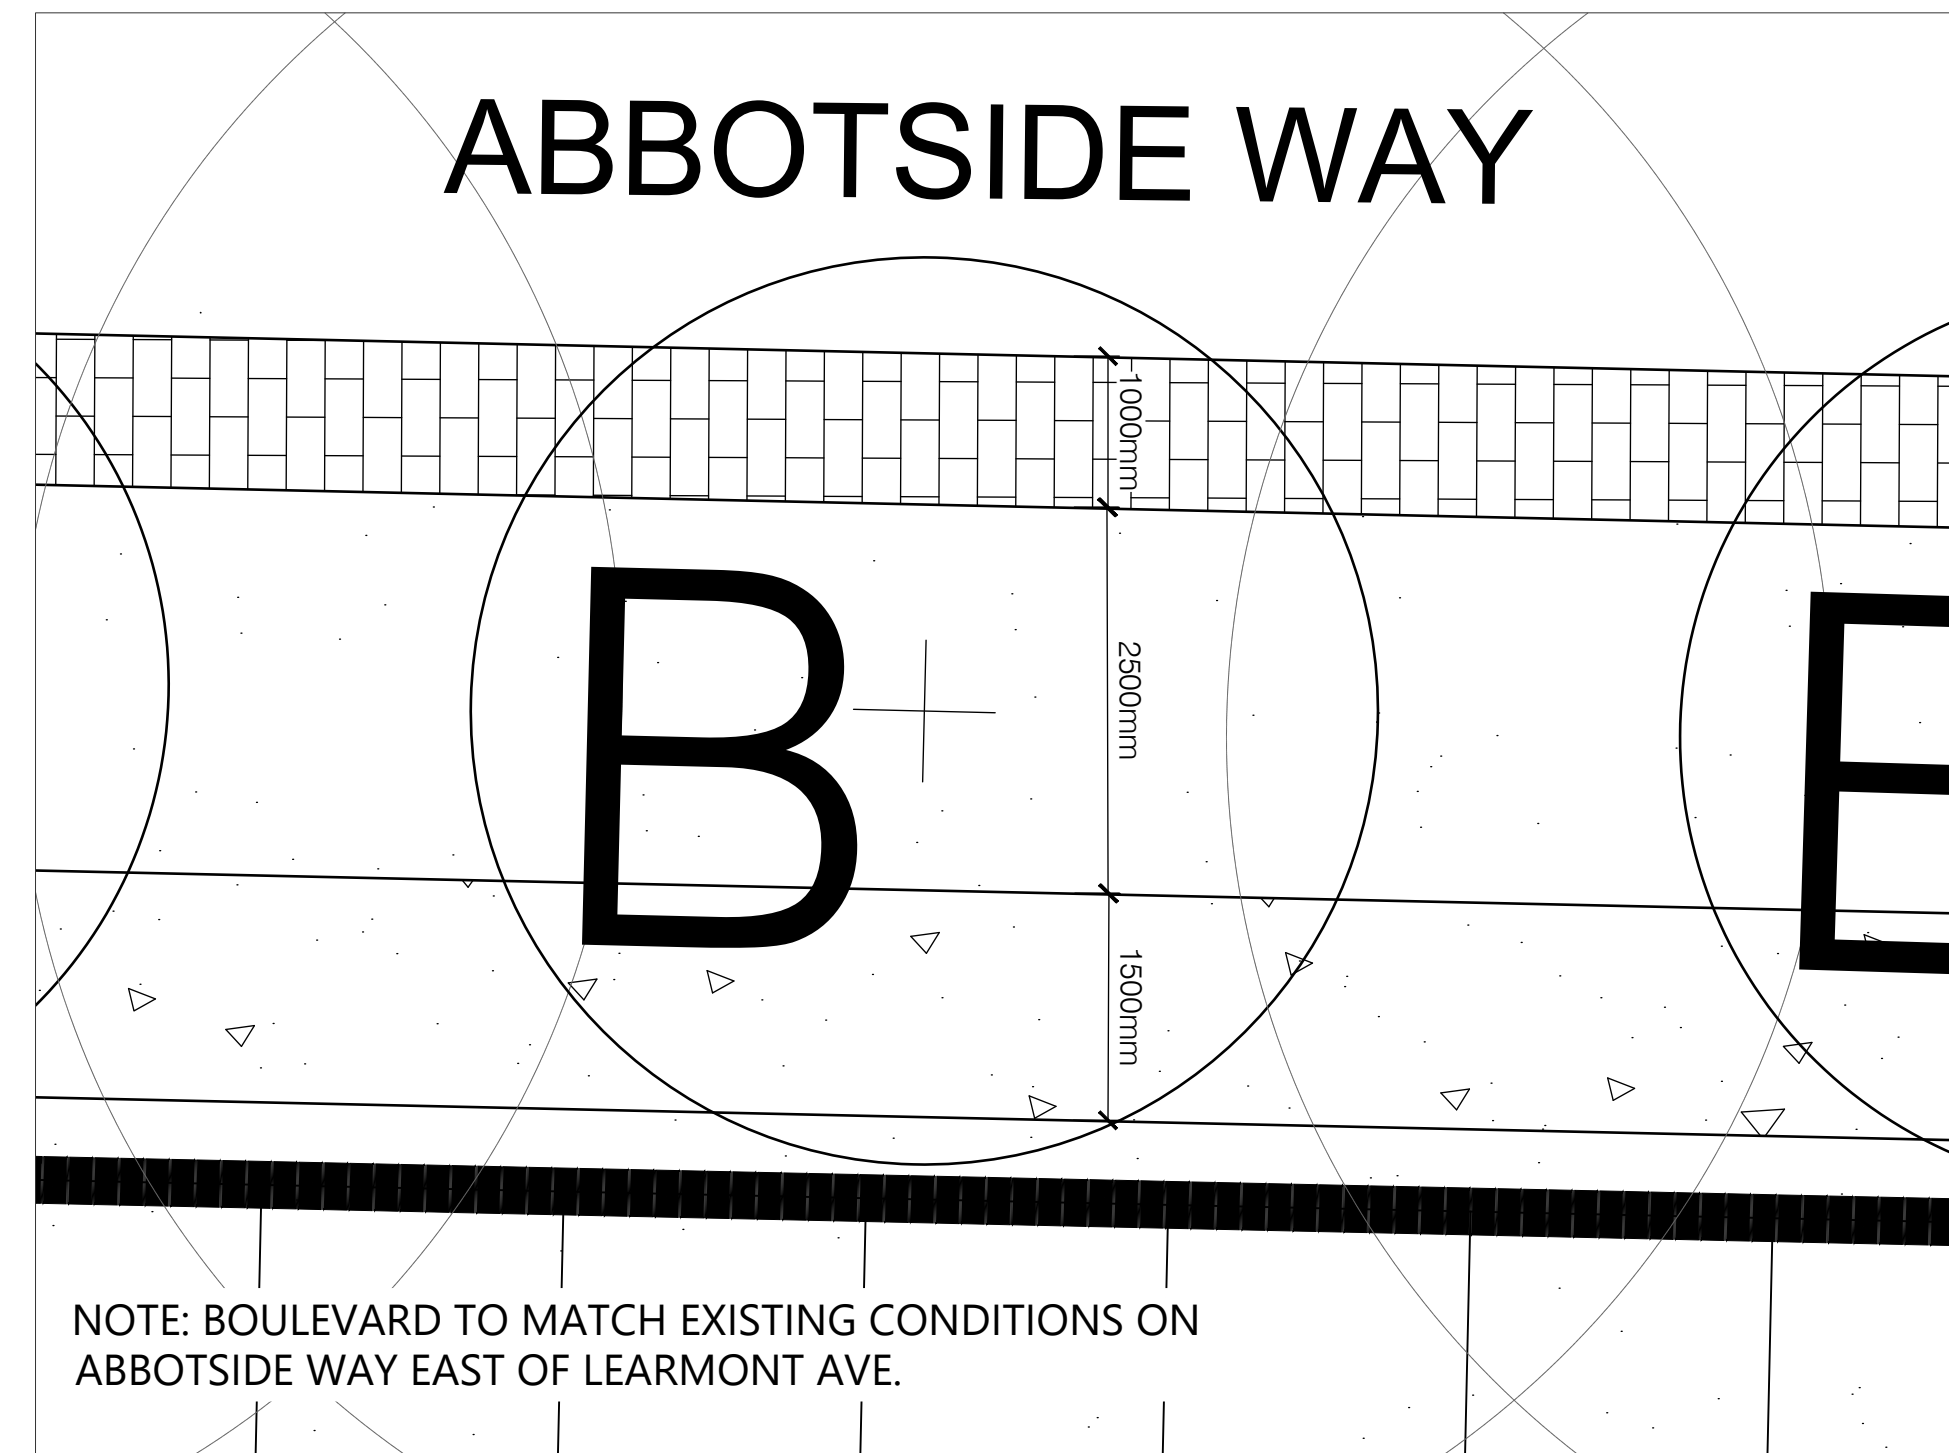 ABBOTSIDE WAY
1000mm
B
2500mm
E
1500mm
NOTE: BOULEVARD TO MATCH EXISTING CONDITIONS ON
ABBOTSIDE WAY EAST OF LEARMONT AVE.